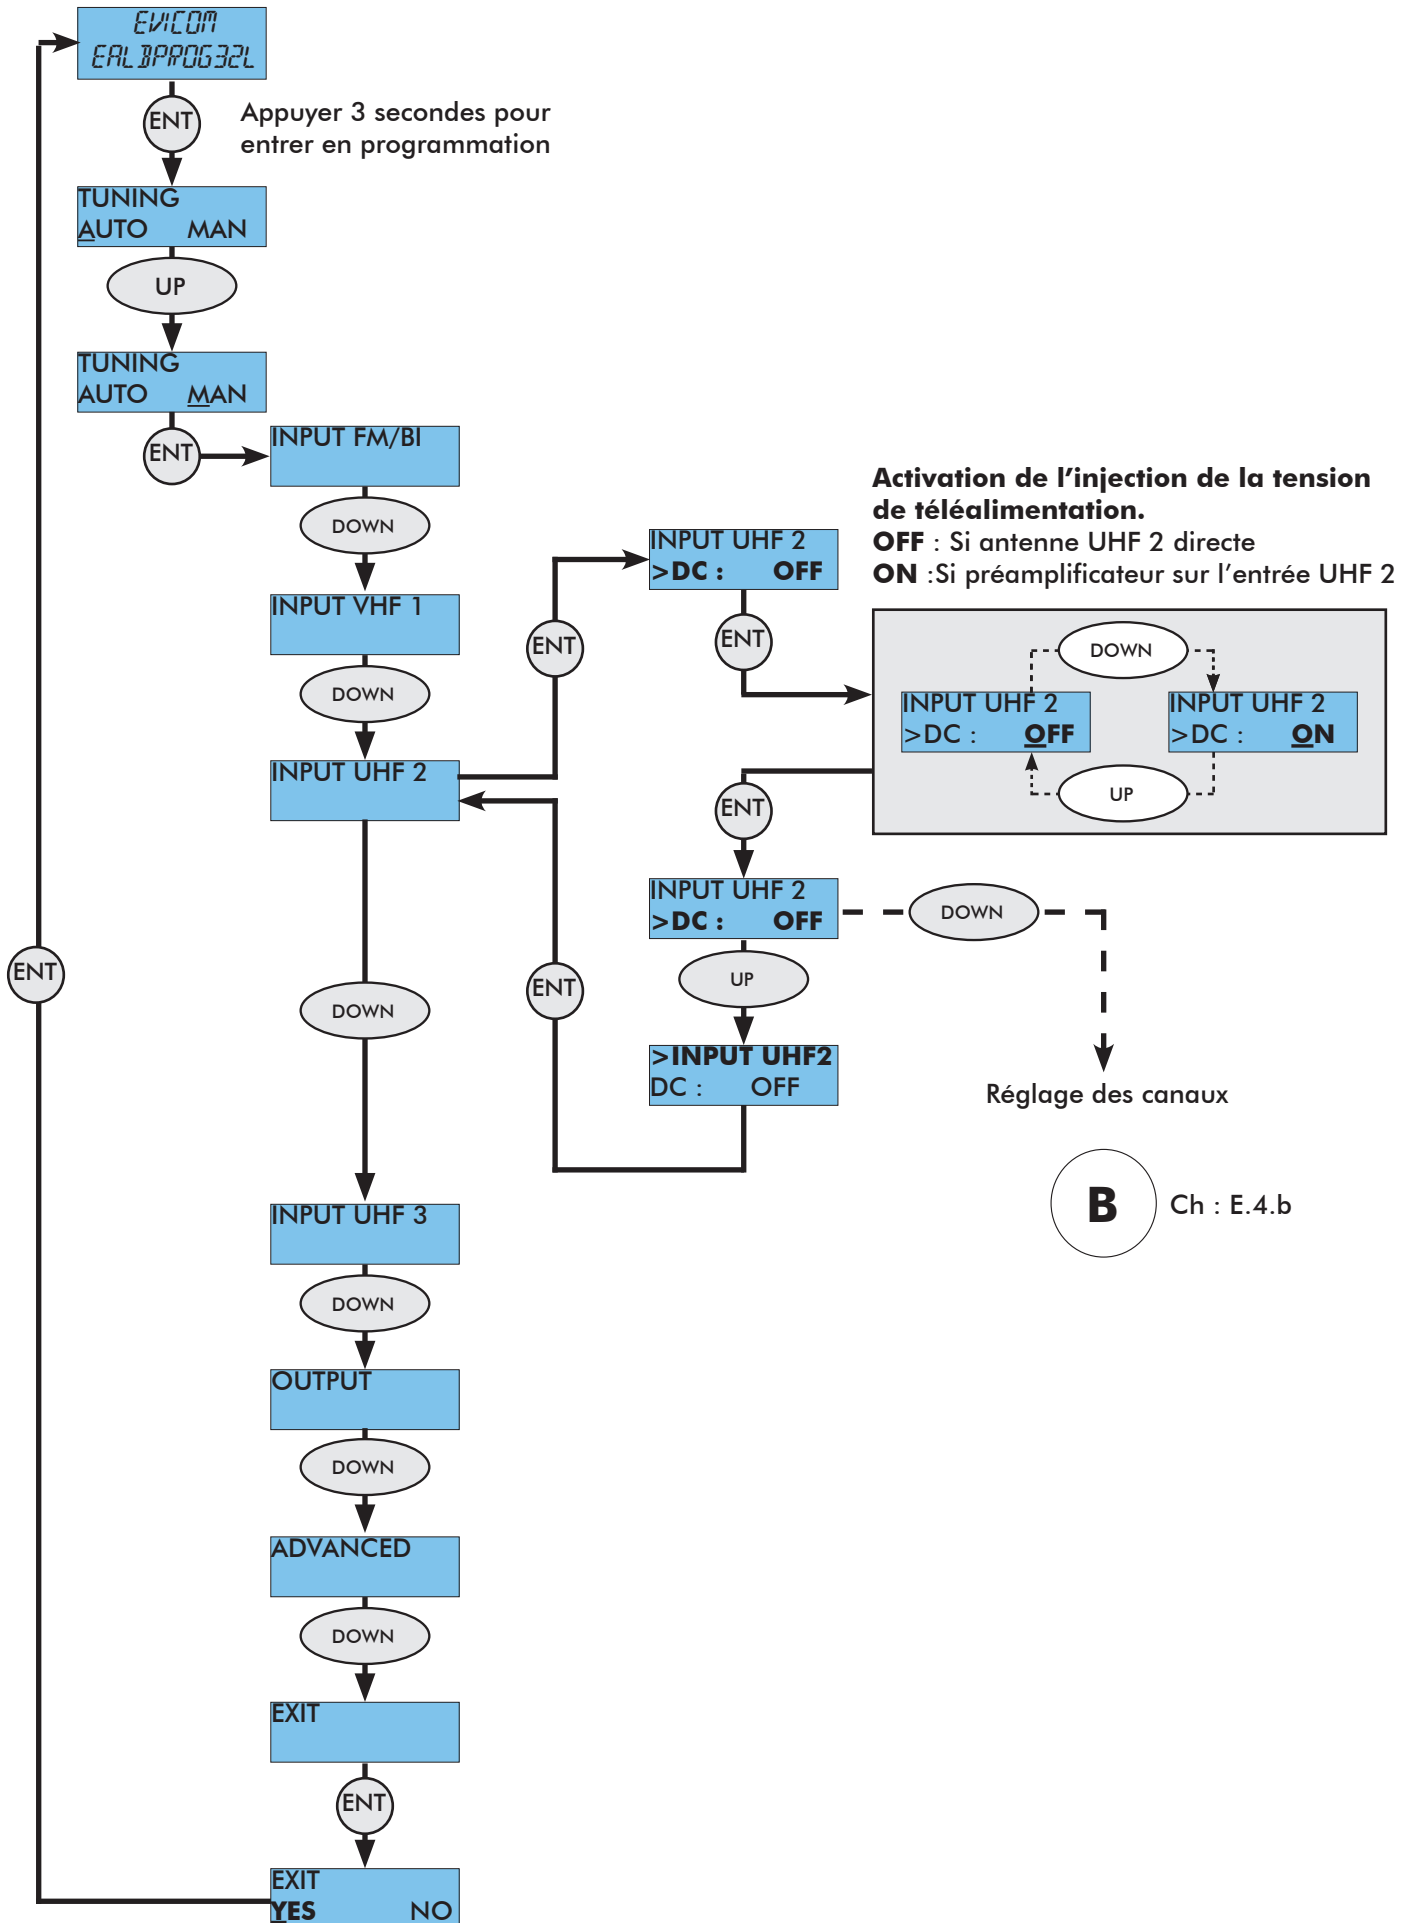 EVICOM
EALBPROG32L
ENT
Appuyer 3 secondes pour
entrer en programmation
TUNING
AUTO MAN
UP
TUNING
AUTO MAN
ENT
INPUT FM/BI
DOWN
INPUT VHF 1
DOWN
INPUT UHF 2
ENT
INPUT UHF 2
>DC : OFF
ENT
Activation de l’injection de la tension
de téléalimentation.
OFF : Si antenne UHF 2 directe
ON :Si préamplificateur sur l’entrée UHF 2
DOWN
INPUT UHF 2
>DC : OFF
INPUT UHF 2
>DC : ON
UP
ENT
INPUT UHF 2
>DC : OFF
DOWN
UP
ENT
>INPUT UHF2
DC : OFF
Réglage des canaux
B
Ch : E.4.b
ENT
DOWN
INPUT UHF 3
DOWN
OUTPUT
DOWN
ADVANCED
DOWN
EXIT
ENT
EXIT
YES NO